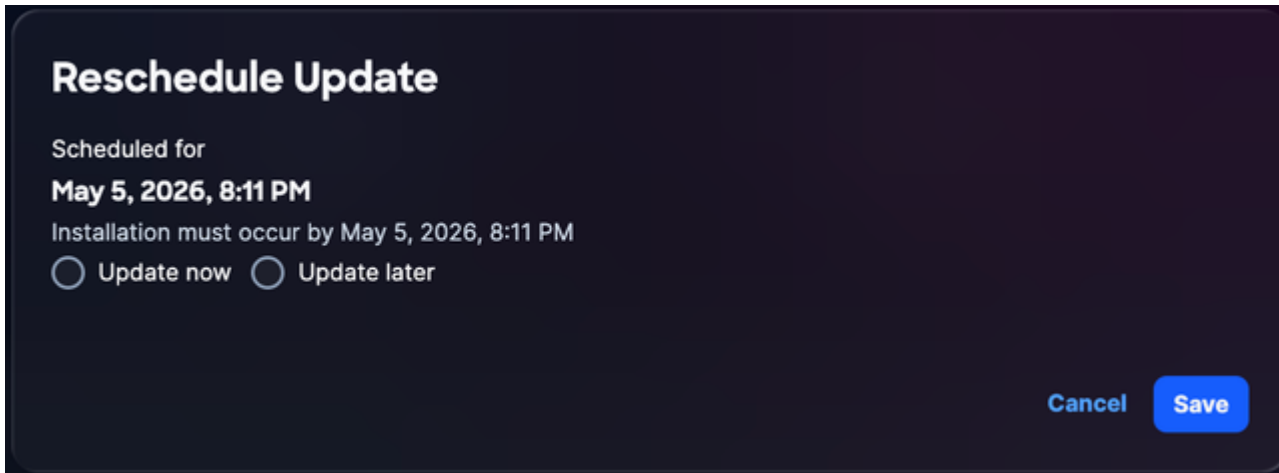 Reschedule Update
Scheduled for
May 5, 2026, 8:11 PM
Installation must occur by May 5, 2026, 8:11 PM
Update now Update later
Cancel Save